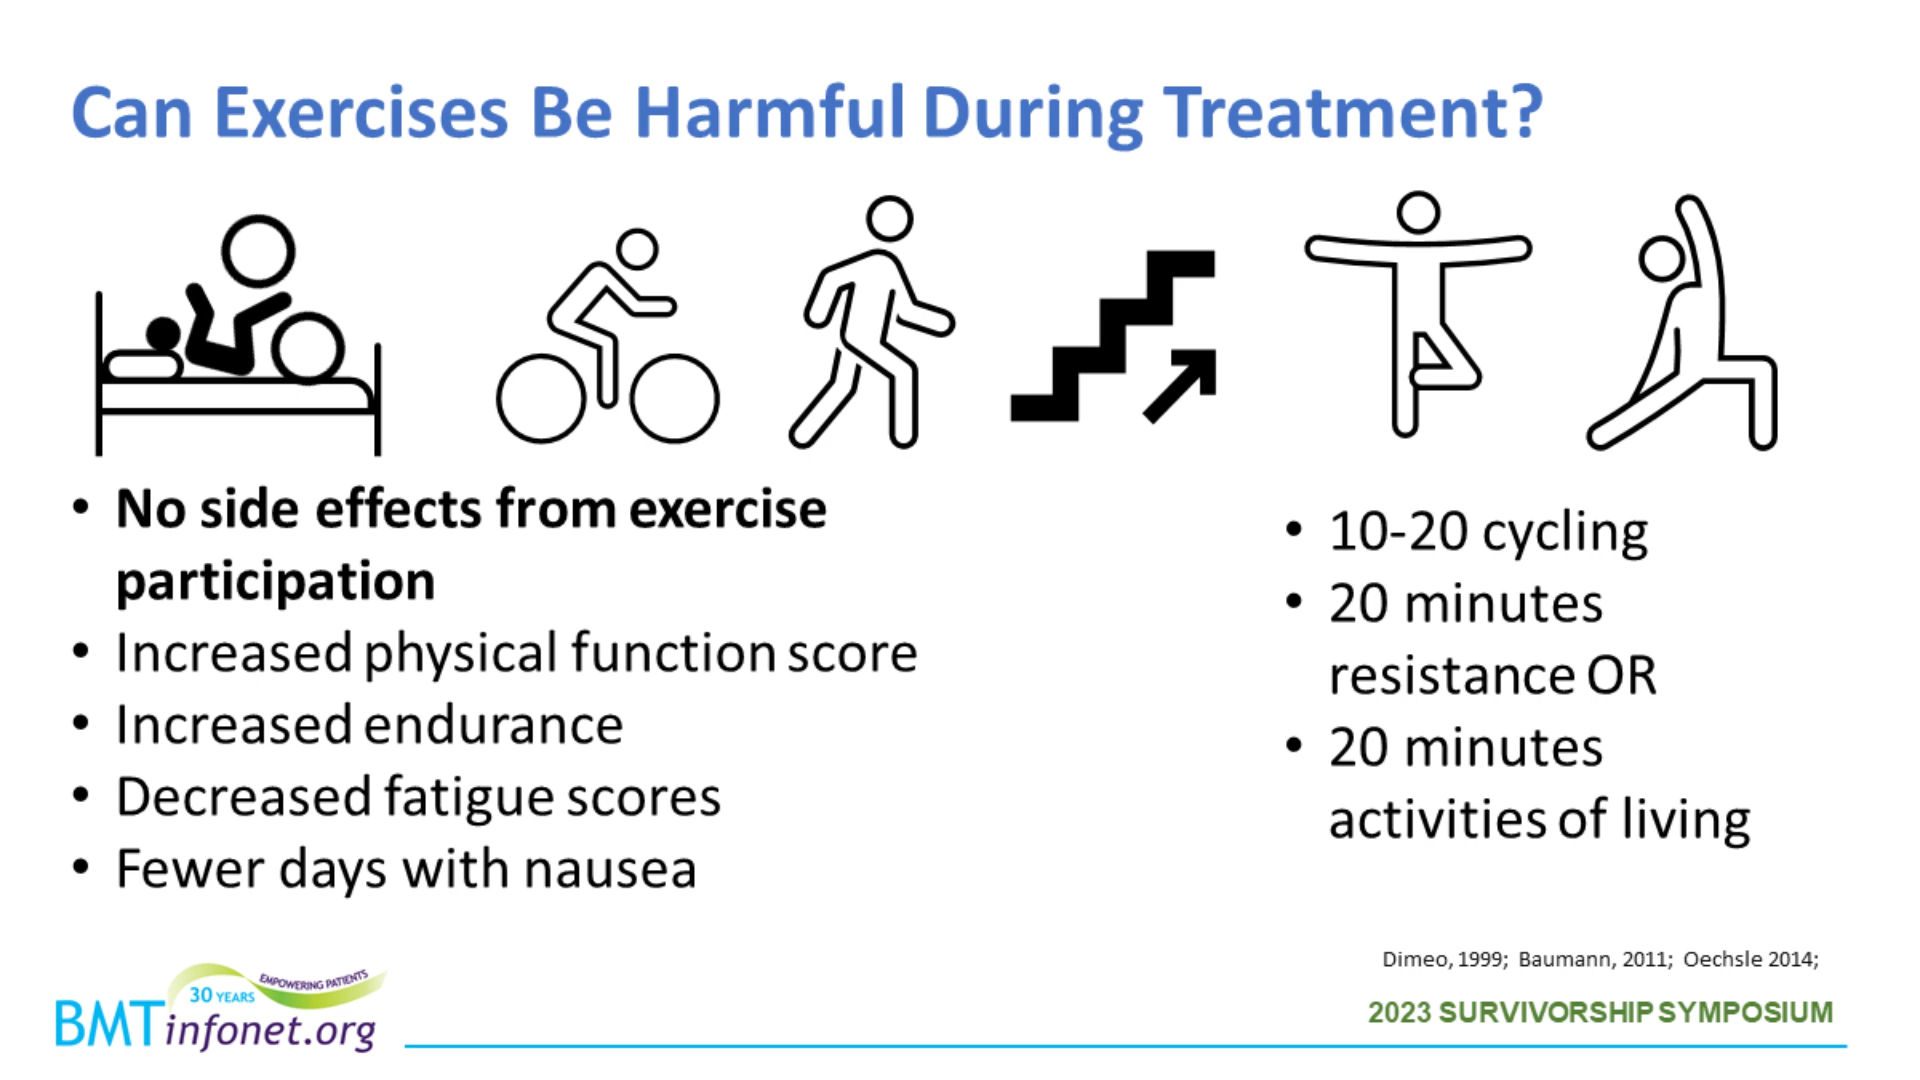 Can Exercises Be Harmful During Treatment?
• No side effects from exercise
participation
• Increased physical function score
• Increased endurance
• Decreased fatigue scores
• Fewer days with nausea
• 10-20 cycling
• 20 minutes
resistance OR
• 20 minutes
activities of living
Dimeo, 1999; Baumann, 2011; Oechsle 2014;
2023 SURVIVORSHIP SYMPOSIUM
EMPOWERING PATIENTS
30 YEARS
BMT infonet.org